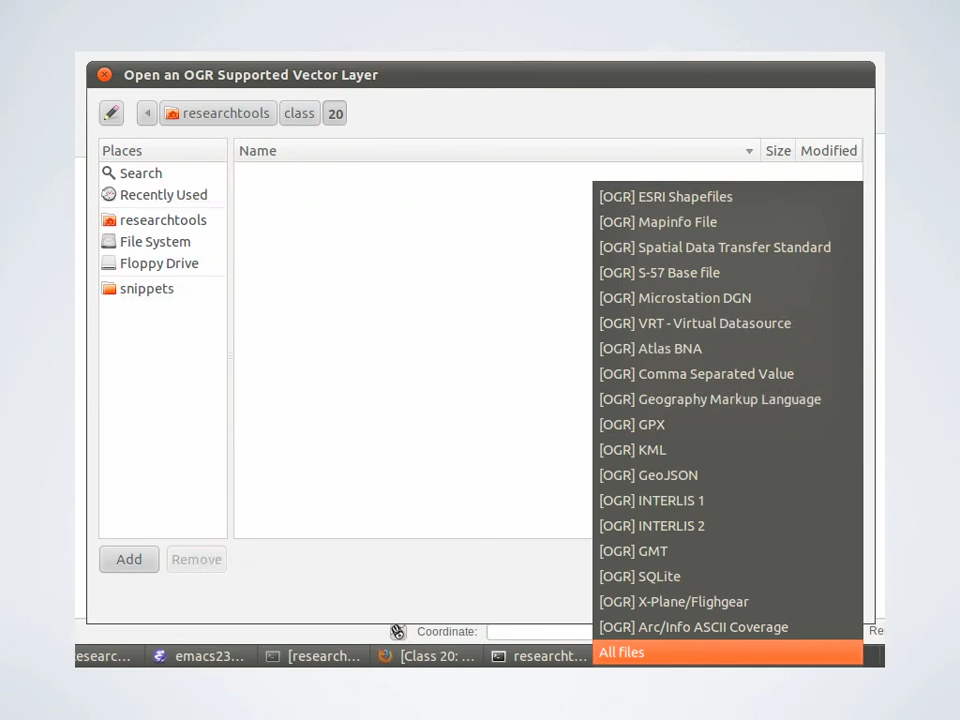 Open an OGR Supported Vector Layer
researchtools class 20
Places
Name Size Modified
Search
Recently Used
researchtools
File System
Floppy Drive
snippets
[OGR] ESRI Shapefiles
[OGR] Mapinfo File
[OGR] Spatial Data Transfer Standard
[OGR] S-57 Base file
[OGR] Microstation DGN
[OGR] VRT - Virtual Datasource
[OGR] Atlas BNA
[OGR] Comma Separated Value
[OGR] Geography Markup Language
[OGR] GPX
[OGR] KML
[OGR] GeoJSON
[OGR] INTERLIS 1
[OGR] INTERLIS 2
[OGR] GMT
[OGR] SQLite
[OGR] X-Plane/Flighgear
[OGR] Arc/Info ASCII Coverage
All files
Add Remove
Coordinate: Re
esearc... emacs23... [research... [Class 20: ... researcht...